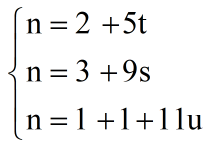 n = 2 + 5t
n = 3 + 9s
n = 1 + 1 + 11u